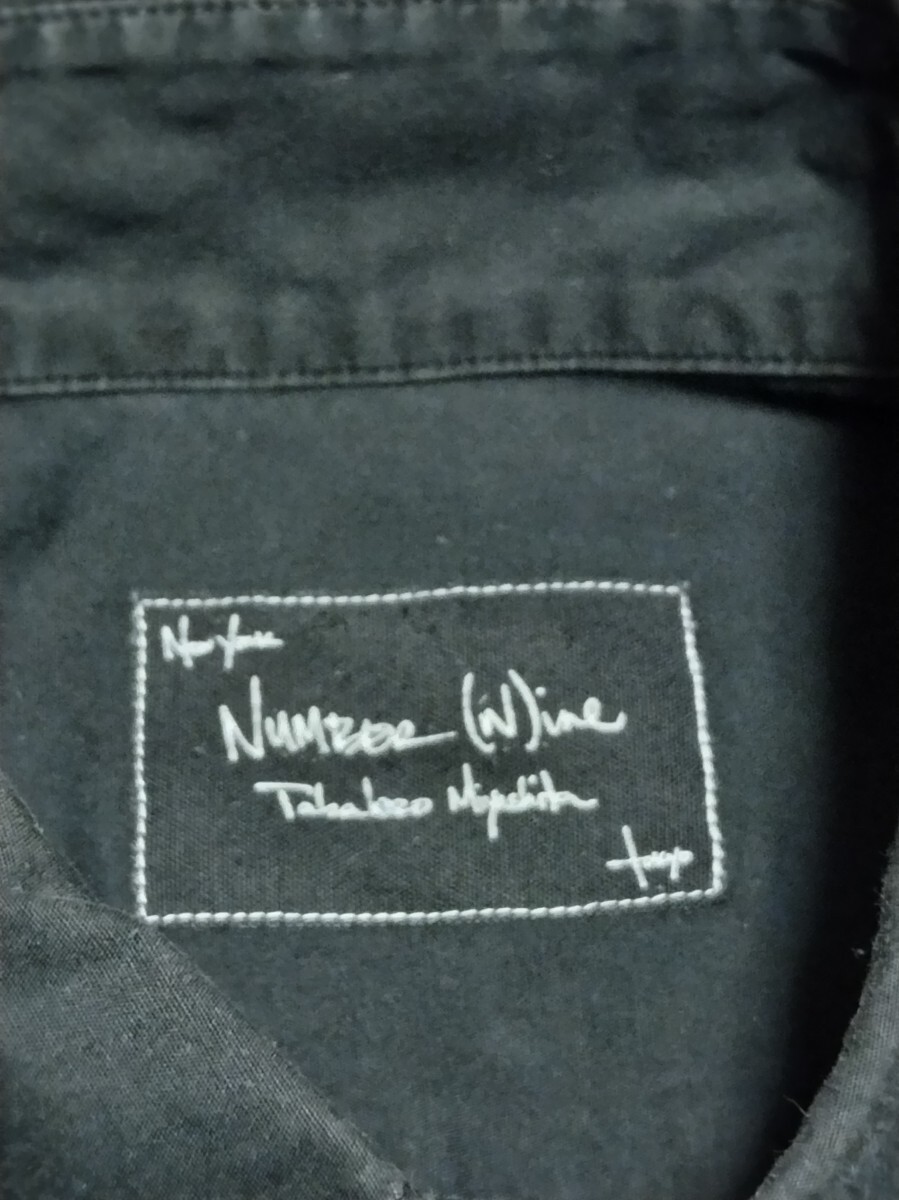 New York
NUMBER (N)ine
Takahiro Miyashita
tokyo